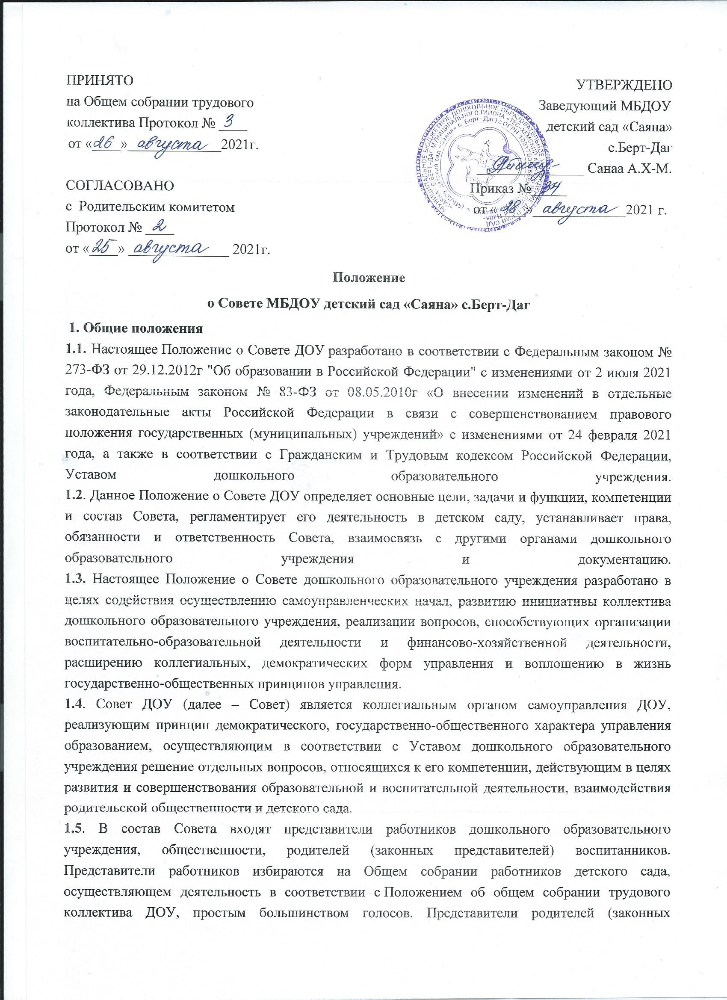 ПРИНЯТО
на Общем собрании трудового
коллектива Протокол № 3
от «26» августа 2021г.
СОГЛАСОВАНО
с Родительским комитетом
Протокол № 2
от «25» августа 2021г.
УТВЕРЖДЕНО
Заведующий МБДОУ
детский сад «Саяна»
с.Берт-Даг
Санаа А.Х-М.
Приказ № 34
от «28» августа 2021 г.
Положение
о Совете МБДОУ детский сад «Саяна» с.Берт-Даг
1. Общие положения
1.1. Настоящее Положение о Совете ДОУ разработано в соответствии с Федеральным законом №
273-ФЗ от 29.12.2012г "Об образовании в Российской Федерации" с изменениями от 2 июля 2021
года, Федеральным законом № 83-ФЗ от 08.05.2010г «О внесении изменений в отдельные
законодательные акты Российской Федерации в связи с совершенствованием правового
положения государственных (муниципальных) учреждений» с изменениями от 24 февраля 2021
года, а также в соответствии с Гражданским и Трудовым кодексом Российской Федерации,
Уставом дошкольного образовательного учреждения.
1.2. Данное Положение о Совете ДОУ определяет основные цели, задачи и функции, компетенции
и состав Совета, регламентирует его деятельность в детском саду, устанавливает права,
обязанности и ответственность Совета, взаимосвязь с другими органами дошкольного
образовательного учреждения и документацию.
1.3. Настоящее Положение о Совете дошкольного образовательного учреждения разработано в
целях содействия осуществлению самоуправленческих начал, развитию инициативы коллектива
дошкольного образовательного учреждения, реализации вопросов, способствующих организации
воспитательно-образовательной деятельности и финансово-хозяйственной деятельности,
расширению коллегиальных, демократических форм управления и воплощению в жизнь
государственно-общественных принципов управления.
1.4. Совет ДОУ (далее – Совет) является коллегиальным органом самоуправления ДОУ,
реализующим принцип демократического, государственно-общественного характера управления
образованием, осуществляющим в соответствии с Уставом дошкольного образовательного
учреждения решение отдельных вопросов, относящихся к его компетенции, действующим в целях
развития и совершенствования образовательной и воспитательной деятельности, взаимодействия
родительской общественности и детского сада.
1.5. В состав Совета входят представители работников дошкольного образовательного
учреждения, общественности, родителей (законных представителей) воспитанников.
Представители работников избираются на Общем собрании работников детского сада,
осуществляющем деятельность в соответствии с Положением об общем собрании трудового
коллектива ДОУ, простым большинством голосов. Представители родителей (законных